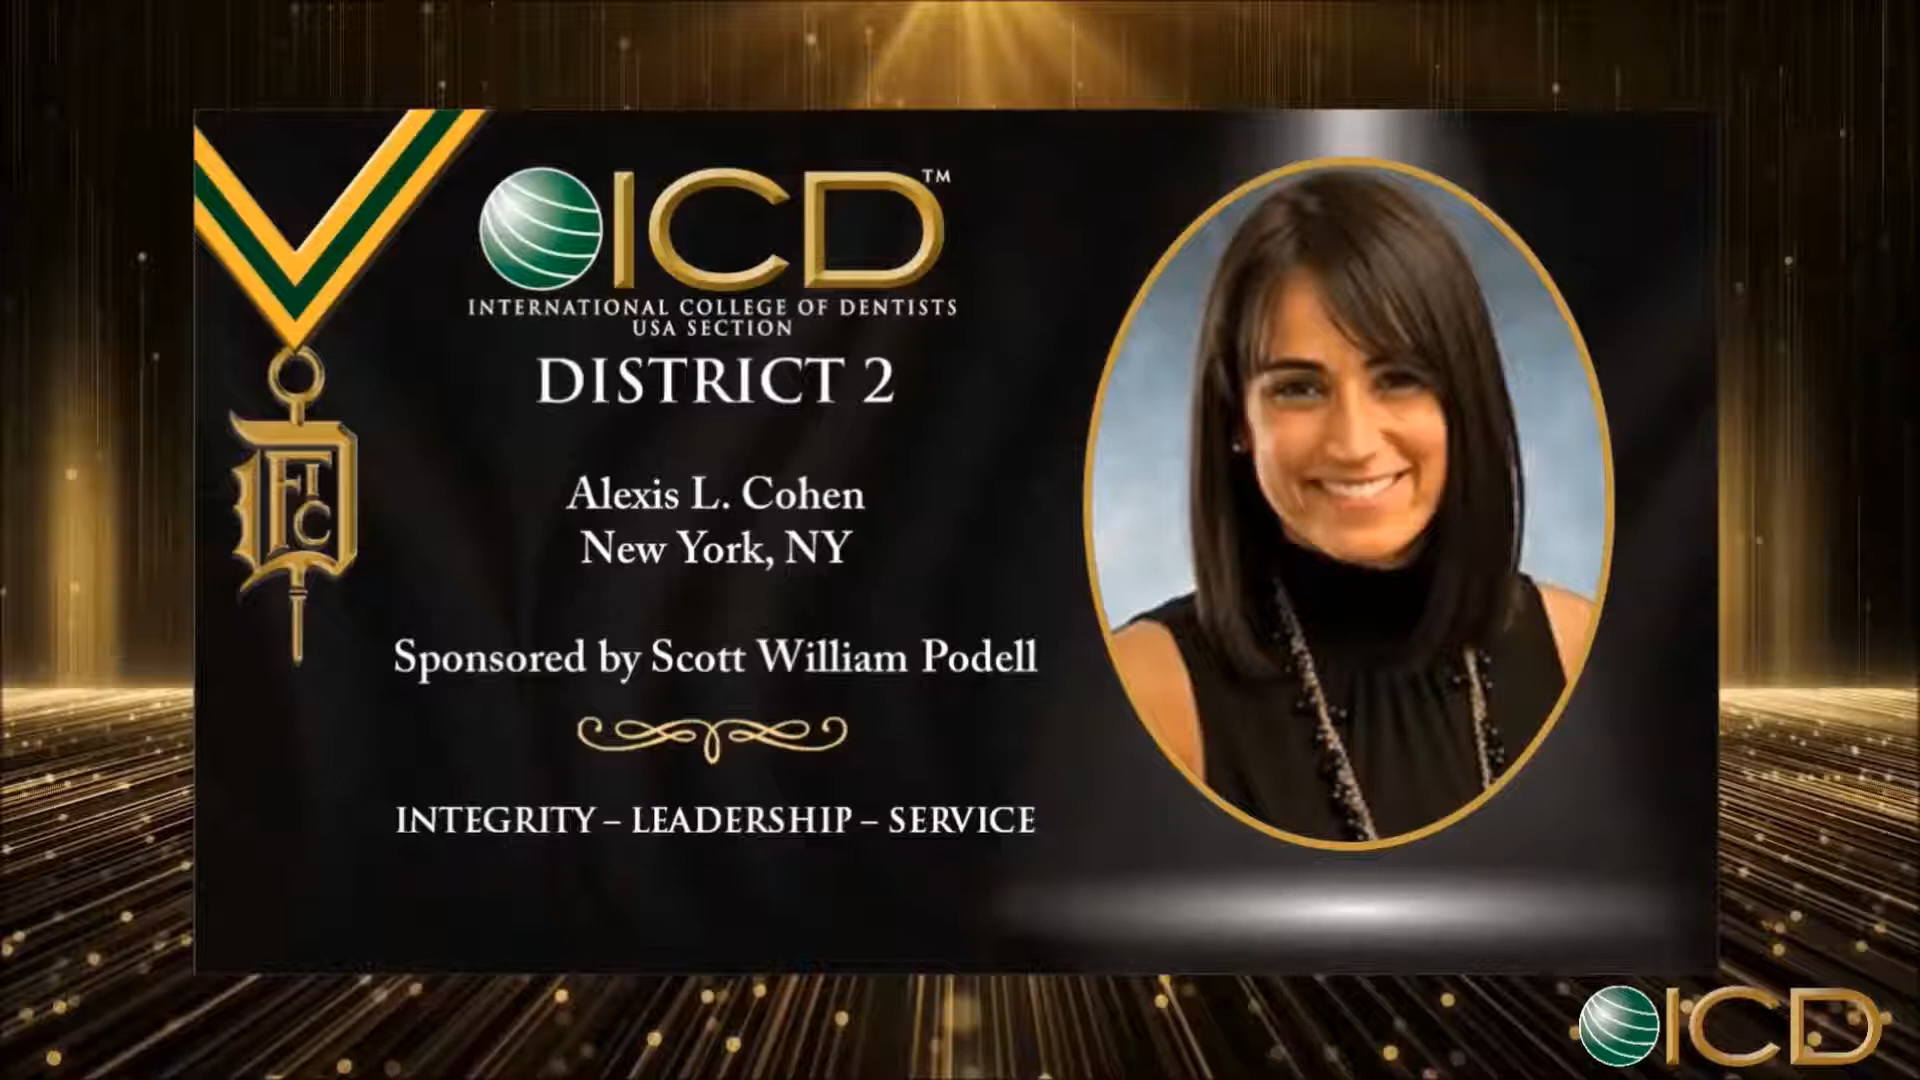 ICD™
INTERNATIONAL COLLEGE OF DENTISTS
USA SECTION
DISTRICT 2
Alexis L. Cohen
New York, NY
Sponsored by Scott William Podell
INTEGRITY – LEADERSHIP – SERVICE
D
FICD
ICD